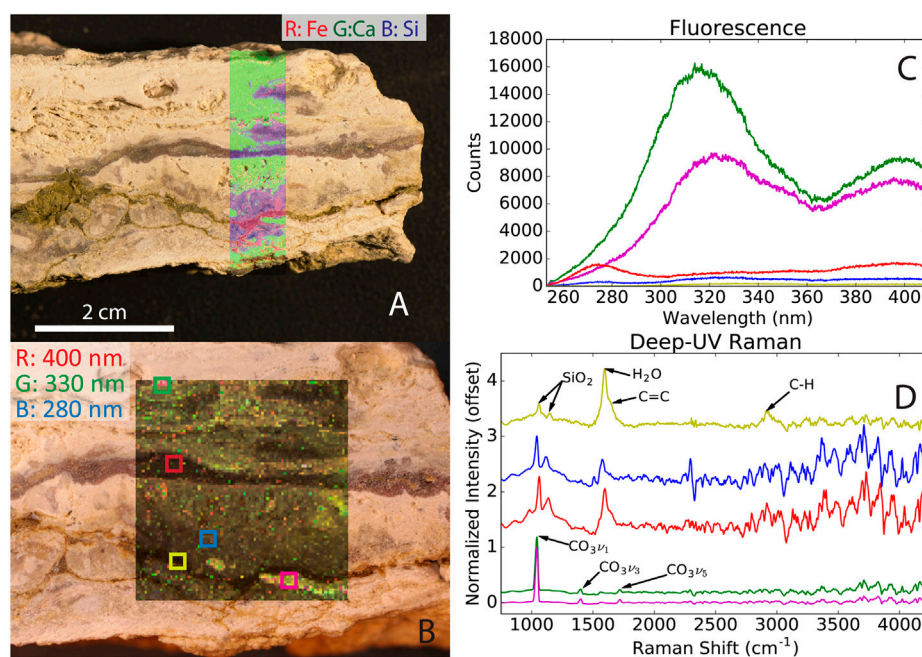 R: Fe G:Ca B: Si
2 cm
A
R: 400 nm
G: 330 nm
B: 280 nm
B
Fluorescence
C
18000
16000
14000
12000
10000
8000
6000
4000
2000
0
Counts
260 280 300 320 340 360 380 400
Wavelength (nm)
Deep-UV Raman
D
4
3
2
1
0
Normalized Intensity (offset)
SiO₂
H₂O
C=C
C-H
CO₃ν₁
CO₃ν₃
CO₃ν₅
1000 1500 2000 2500 3000 3500 4000
Raman Shift (cm⁻¹)